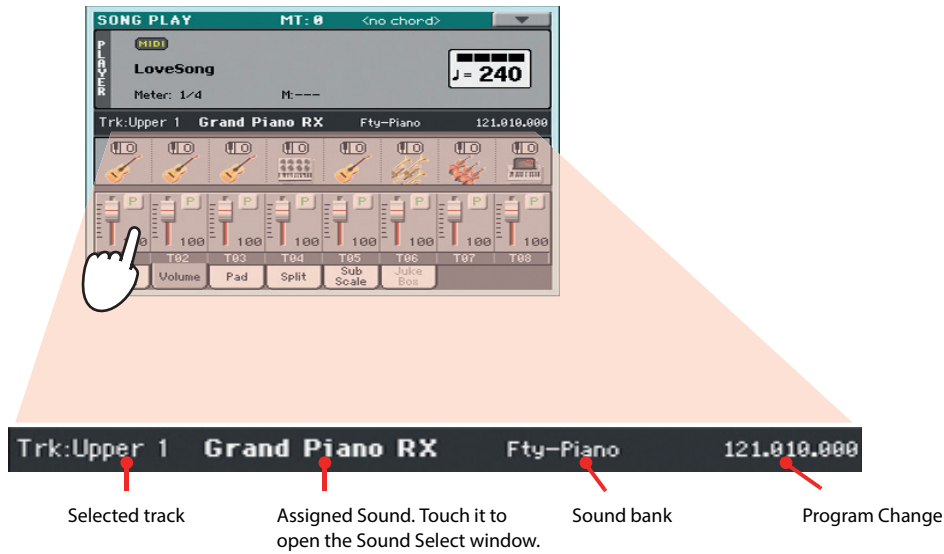 SONG PLAY MT: 0 <no chord>
PLAYER
MIDI
LoveSong
♩= 240
Meter: 1/4 M:---
Trk:Upper 1 Grand Piano RX Fty-Piano 121.010.000
P P P P P P P P
100 100 100 100 100 100 100
T02 T03 T04 T05 T06 T07 T08
Volume Pad Split Sub Scale Juke Box
Trk:Upper 1 Grand Piano RX Fty-Piano 121.010.000
Selected track
Assigned Sound. Touch it to
open the Sound Select window.
Sound bank
Program Change